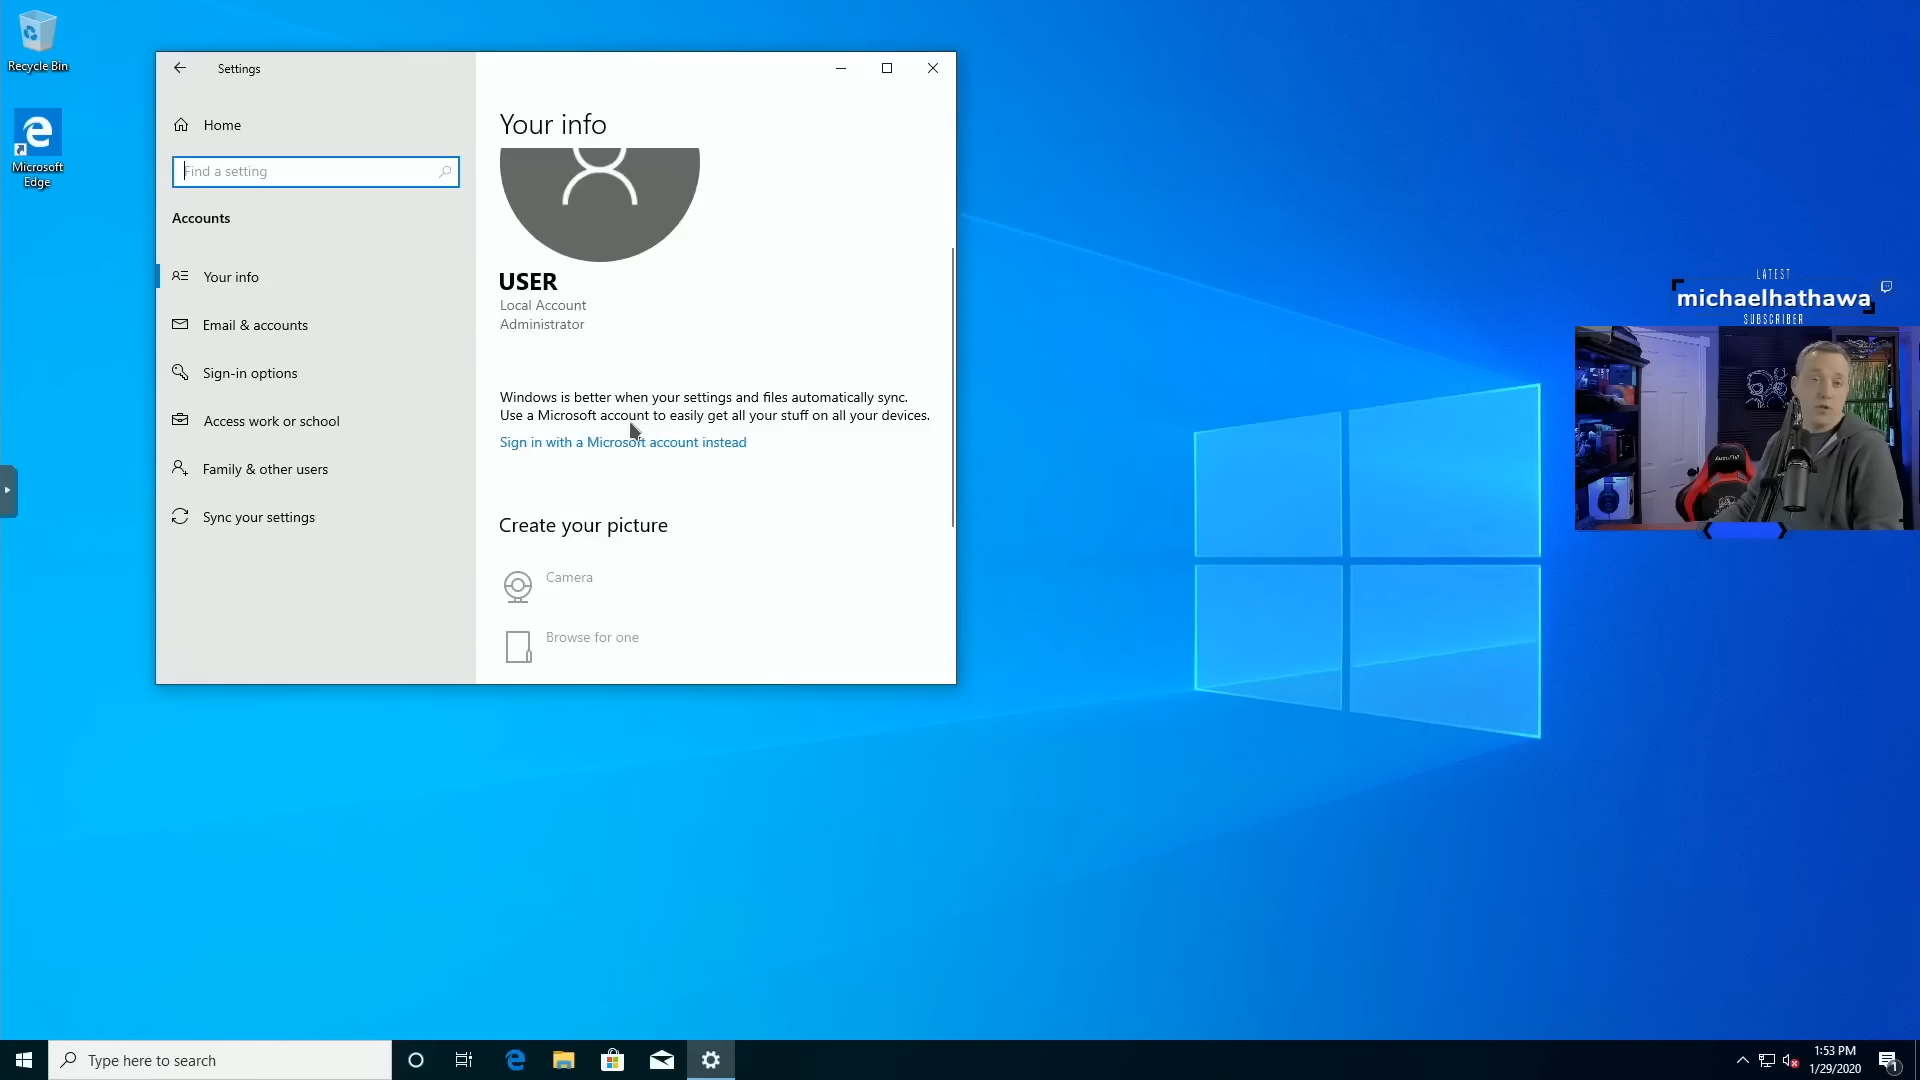 Recycle Bin
Microsoft
Edge
Settings
Home
Find a setting
Accounts
Your info
Email & accounts
Sign-in options
Access work or school
Family & other users
Sync your settings
Your info
USER
Local Account
Administrator
Windows is better when your settings and files automatically sync.
Use a Microsoft account to easily get all your stuff on all your devices.
Sign in with a Microsoft account instead
Create your picture
Camera
Browse for one
LATEST
michaelhathawa
SUBSCRIBER
Type here to search
1:53 PM
1/29/2020
1